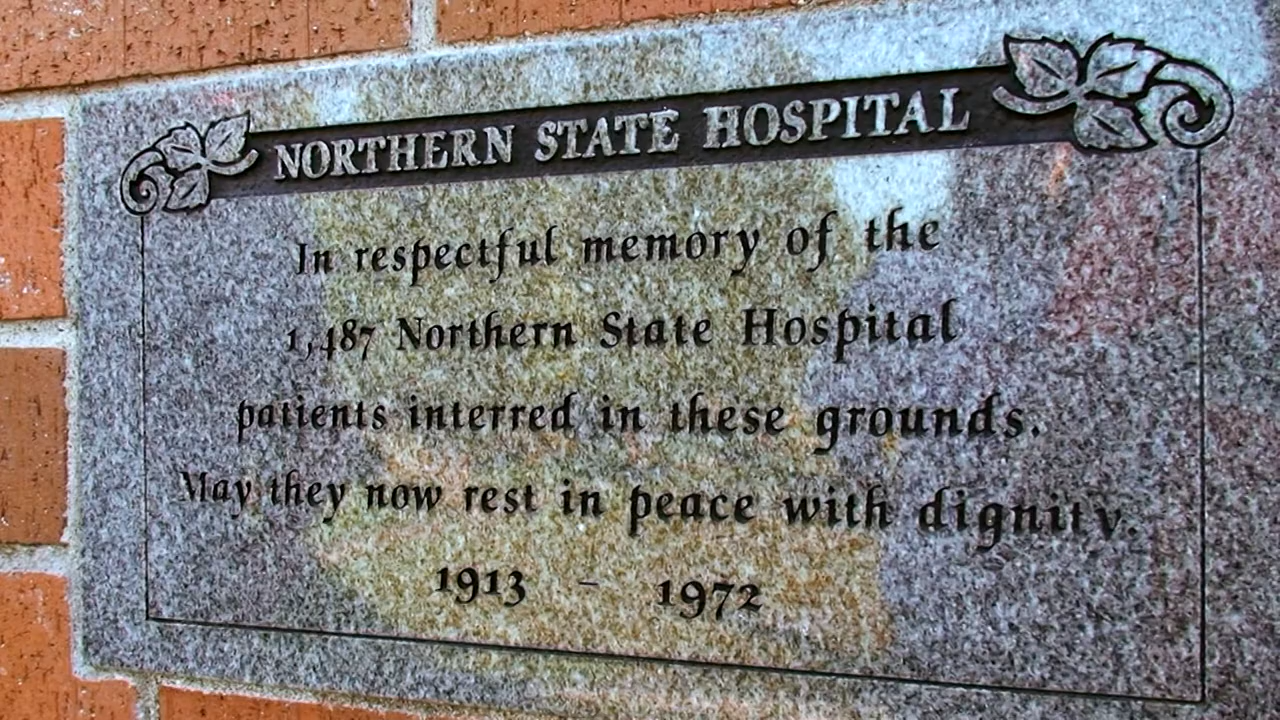 NORTHERN STATE HOSPITAL
In respectful memory of the
1,487 Northern State Hospital
patients interred in these grounds.
May they now rest in peace with dignity.
1913 - 1972